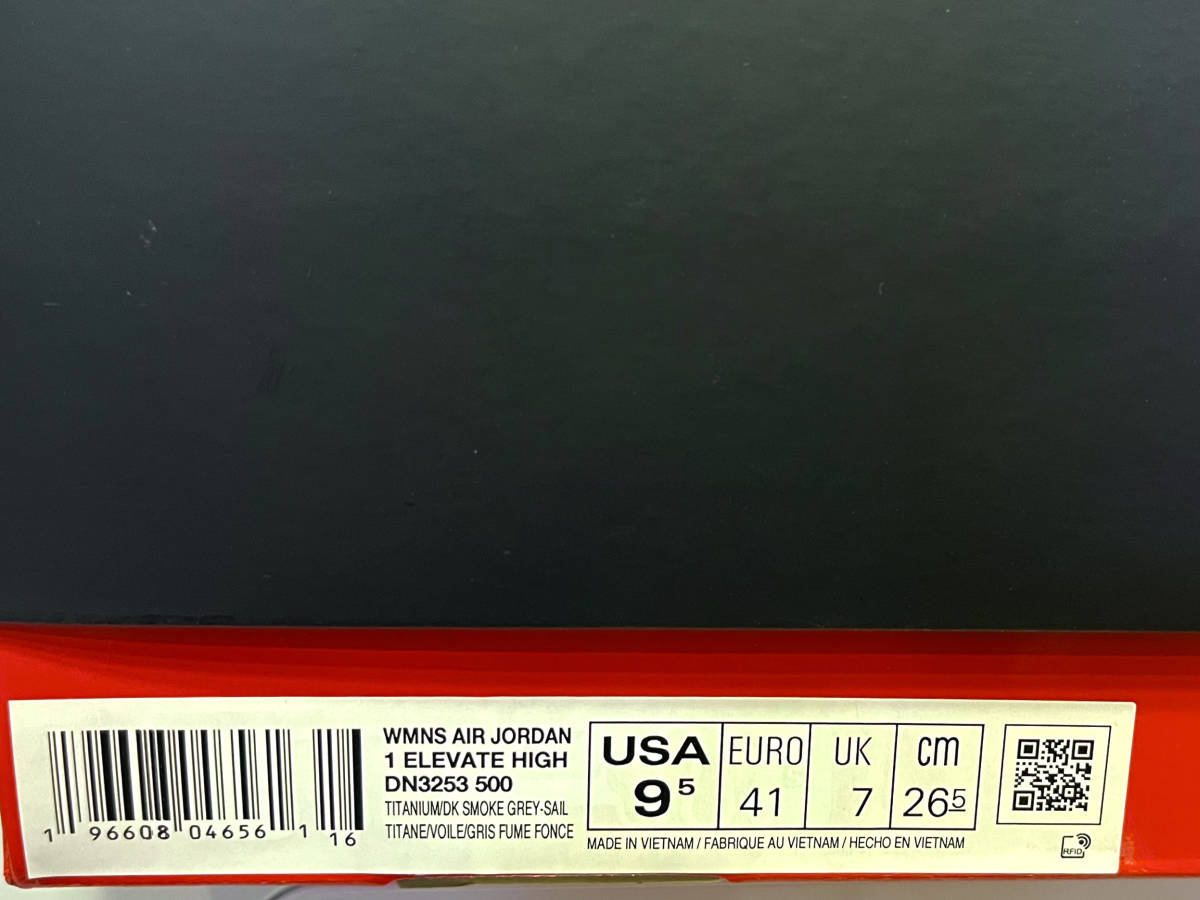 WMNS AIR JORDAN
1 ELEVATE HIGH
DN3253 500
TITANIUM/DK SMOKE GREY-SAIL
TITANE/VOILE/GRIS FUME FONCE
1 96608 04656 1 16
USA EURO UK cm
9 5 41 7 26 5
MADE IN VIETNAM / FABRIQUE AU VIETNAM / HECHO EN VIETNAM
RFID